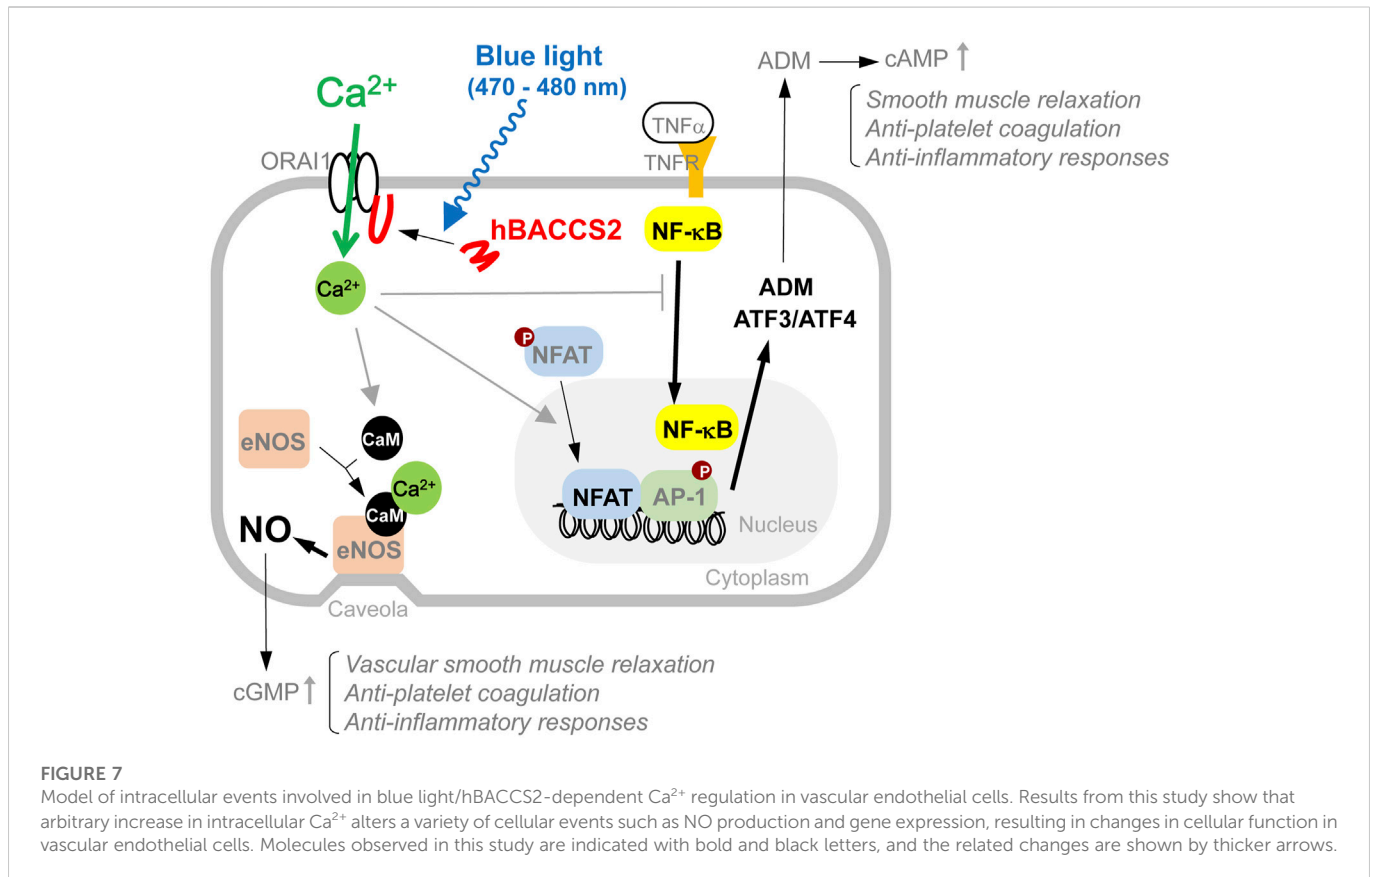 Blue light
(470 - 480 nm)
Ca²⁺
ORAI1
TNFα
TNFR
ADM
cAMP
Smooth muscle relaxation
Anti-platelet coagulation
Anti-inflammatory responses
hBACCS2
NF-κB
Ca²⁺
ADM
ATF3/ATF4
P
NFAT
eNOS
CaM
NF-κB
P
Ca²⁺
CaM
NFAT
AP-1
NO
eNOS
Nucleus
Cytoplasm
Caveola
cGMP
Vascular smooth muscle relaxation
Anti-platelet coagulation
Anti-inflammatory responses
FIGURE 7
Model of intracellular events involved in blue light/hBACCS2-dependent Ca²⁺ regulation in vascular endothelial cells. Results from this study show that
arbitrary increase in intracellular Ca²⁺ alters a variety of cellular events such as NO production and gene expression, resulting in changes in cellular function in
vascular endothelial cells. Molecules observed in this study are indicated with bold and black letters, and the related changes are shown by thicker arrows.